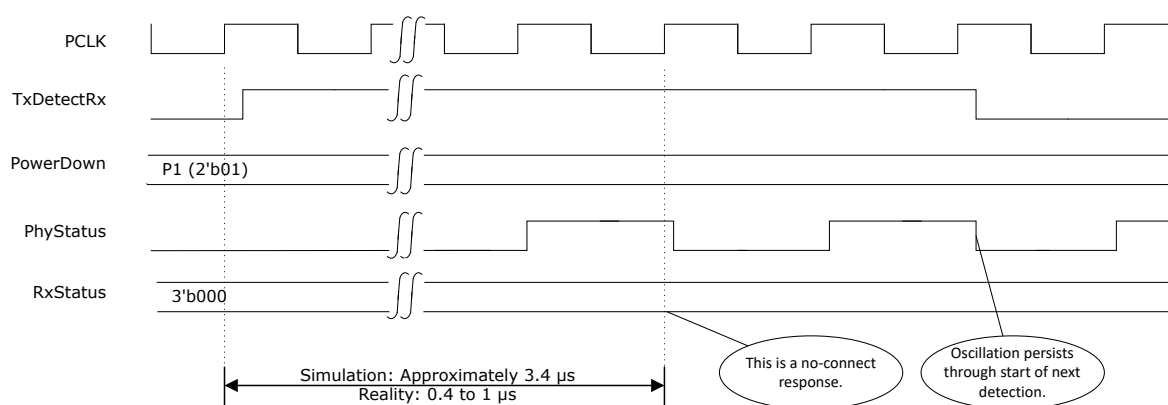 PCLK
TxDetectRx
PowerDown
P1 (2'b01)
PhyStatus
RxStatus
3'b000
This is a no-connect
response.
Oscillation persists
through start of next
detection.
Simulation: Approximately 3.4 µs
Reality: 0.4 to 1 µs